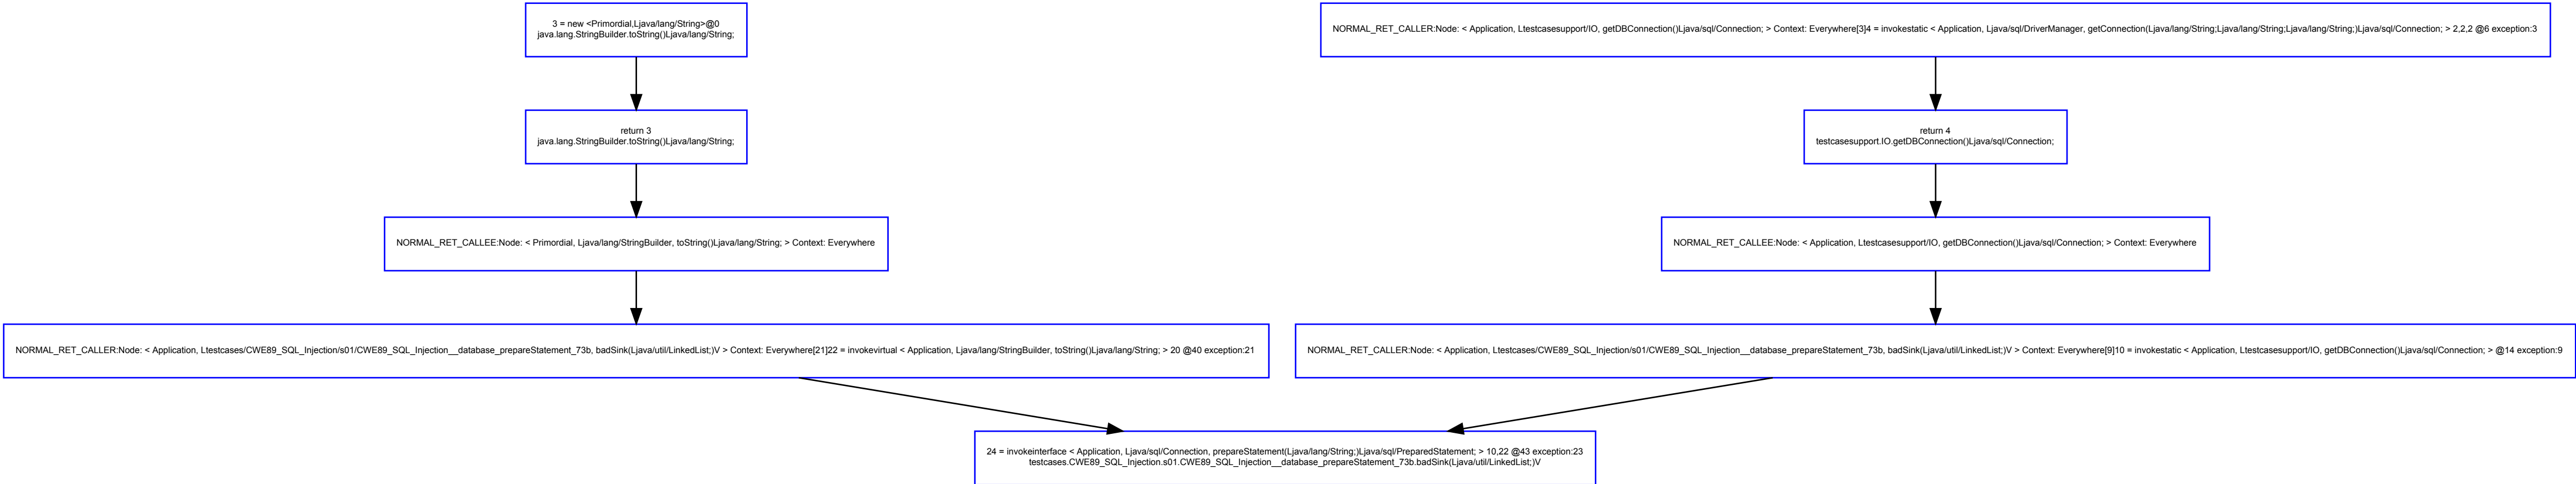 3 = new <Primordial,Ljava/lang/String>@0
java.lang.StringBuilder.toString()Ljava/lang/String;
NORMAL_RET_CALLER:Node: < Application, Ltestcasesupport/IO, getDBConnection()Ljava/sql/Connection; > Context: Everywhere[3]4 = invokestatic < Application, Ljava/sql/DriverManager, getConnection(Ljava/lang/String;Ljava/lang/String;Ljava/lang/String;)Ljava/sql/Connection; > 2,2,2 @6 exception:3
return 3
java.lang.StringBuilder.toString()Ljava/lang/String;
return 4
testcasesupport.IO.getDBConnection()Ljava/sql/Connection;
NORMAL_RET_CALLEE:Node: < Primordial, Ljava/lang/StringBuilder, toString()Ljava/lang/String; > Context: Everywhere
NORMAL_RET_CALLEE:Node: < Application, Ltestcasesupport/IO, getDBConnection()Ljava/sql/Connection; > Context: Everywhere
NORMAL_RET_CALLER:Node: < Application, Ltestcases/CWE89_SQL_Injection/s01/CWE89_SQL_Injection__database_prepareStatement_73b, badSink(Ljava/util/LinkedList;)V > Context: Everywhere[21]22 = invokevirtual < Application, Ljava/lang/StringBuilder, toString()Ljava/lang/String; > 20 @40 exception:21
NORMAL_RET_CALLER:Node: < Application, Ltestcases/CWE89_SQL_Injection/s01/CWE89_SQL_Injection__database_prepareStatement_73b, badSink(Ljava/util/LinkedList;)V > Context: Everywhere[9]10 = invokestatic < Application, Ltestcasesupport/IO, getDBConnection()Ljava/sql/Connection; > @14 exception:9
24 = invokeinterface < Application, Ljava/sql/Connection, prepareStatement(Ljava/lang/String;)Ljava/sql/PreparedStatement; > 10,22 @43 exception:23
testcases.CWE89_SQL_Injection.s01.CWE89_SQL_Injection__database_prepareStatement_73b.badSink(Ljava/util/LinkedList;)V